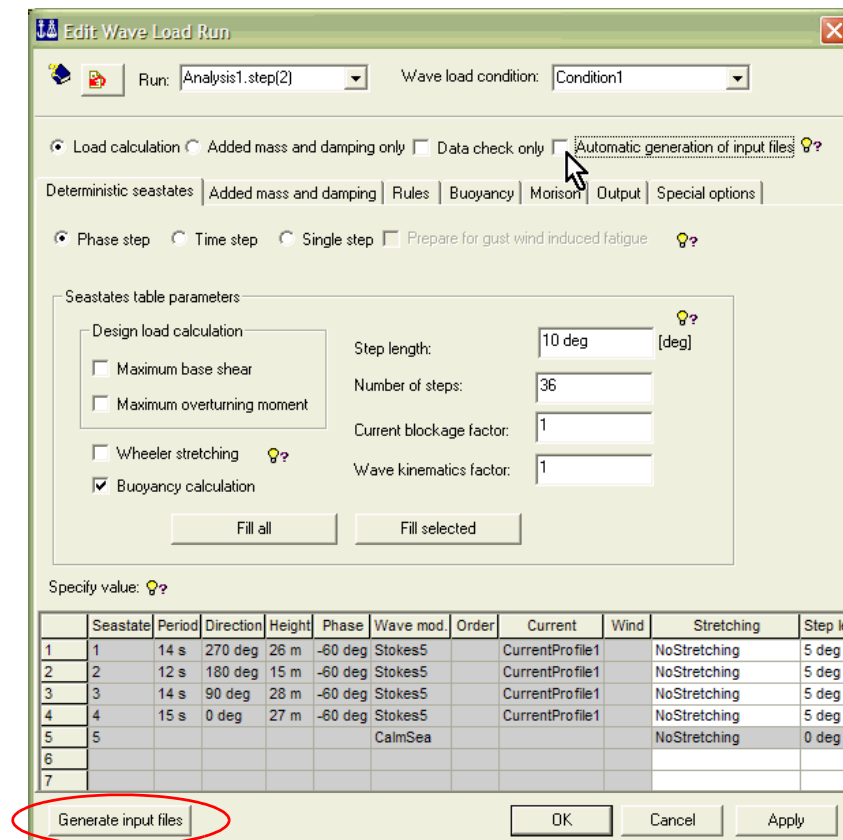 Edit Wave Load Run
Run: Analysis1.step(2) Wave load condition: Condition1
Load calculation Added mass and damping only Data check only Automatic generation of input files
Deterministic seastates Added mass and damping Rules Buoyancy Morison Output Special options
Phase step Time step Single step Prepare for gust wind induced fatigue
Seastates table parameters
Design load calculation
Maximum base shear
Maximum overturning moment
Wheeler stretching
Buoyancy calculation
Step length: 10 deg [deg]
Number of steps: 36
Current blockage factor: 1
Wave kinematics factor: 1
Fill all Fill selected
Specify value:
Seastate Period Direction Height Phase Wave mod. Order Current Wind Stretching Step l
1 1 14 s 270 deg 26 m -60 deg Stokes5 CurrentProfile1 NoStretching 5 deg
2 2 12 s 180 deg 15 m -60 deg Stokes5 CurrentProfile1 NoStretching 5 deg
3 3 14 s 90 deg 28 m -60 deg Stokes5 CurrentProfile1 NoStretching 5 deg
4 4 15 s 0 deg 27 m -60 deg Stokes5 CurrentProfile1 NoStretching 5 deg
5 5 CalmSea NoStretching 0 deg
6
7
Generate input files OK Cancel Apply